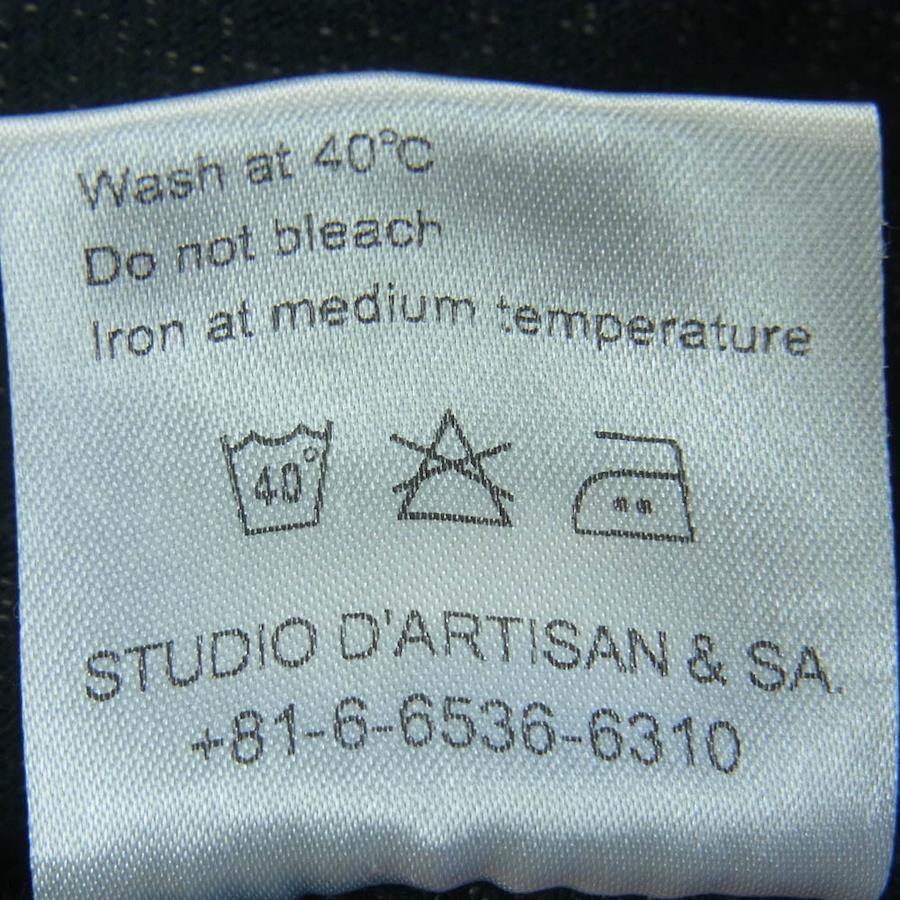 Wash at 40°C
Do not bleach
Iron at medium temperature
40°
STUDIO D'ARTISAN & SA.
+81-6-6536-6310